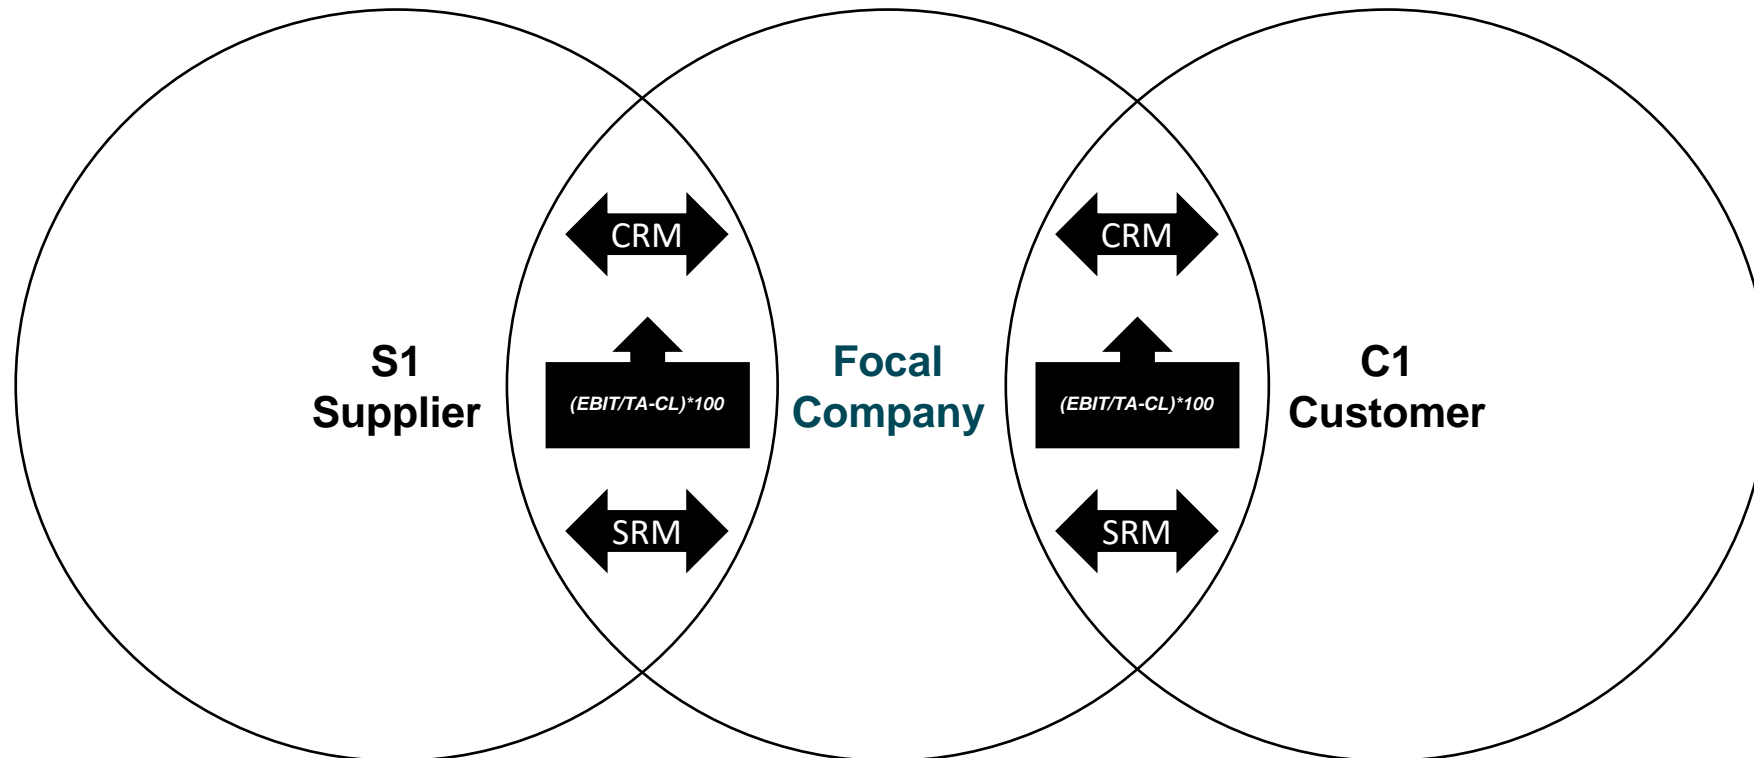 CRM
CRM
S1
Supplier
(EBIT/TA-CL)*100
Focal
Company
(EBIT/TA-CL)*100
C1
Customer
SRM
SRM